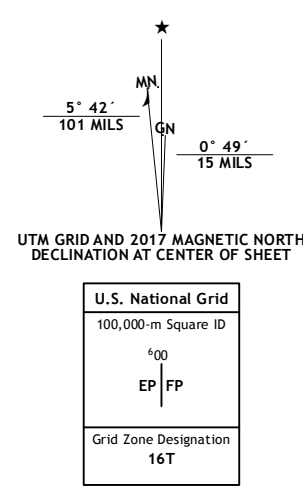 ★
MN
5° 42´
101 MILS
GN
0° 49´
15 MILS
UTM GRID AND 2017 MAGNETIC NORTH
DECLINATION AT CENTER OF SHEET
U.S. National Grid
100,000-m Square ID
⁶00
EP FP
Grid Zone Designation
16T